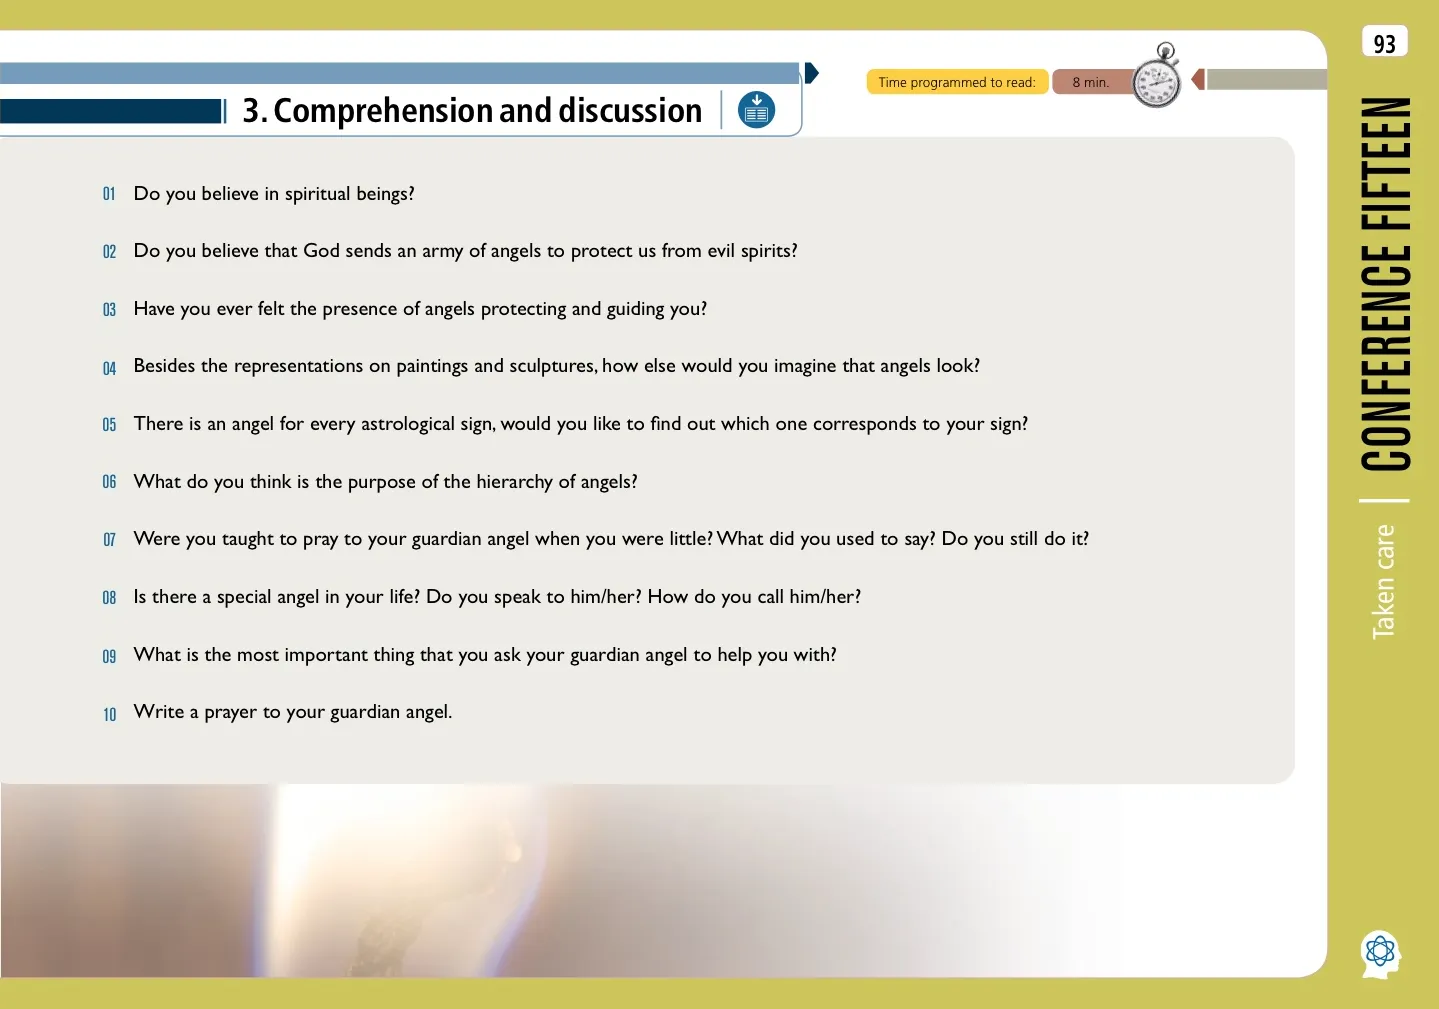 93
Time programmed to read:
8 min.
3. Comprehension and discussion
01 Do you believe in spiritual beings?
02 Do you believe that God sends an army of angels to protect us from evil spirits?
03 Have you ever felt the presence of angels protecting and guiding you?
04 Besides the representations on paintings and sculptures, how else would you imagine that angels look?
05 There is an angel for every astrological sign, would you like to find out which one corresponds to your sign?
06 What do you think is the purpose of the hierarchy of angels?
07 Were you taught to pray to your guardian angel when you were little? What did you used to say? Do you still do it?
08 Is there a special angel in your life? Do you speak to him/her? How do you call him/her?
09 What is the most important thing that you ask your guardian angel to help you with?
10 Write a prayer to your guardian angel.
CONFERENCE FIFTEEN
Taken care